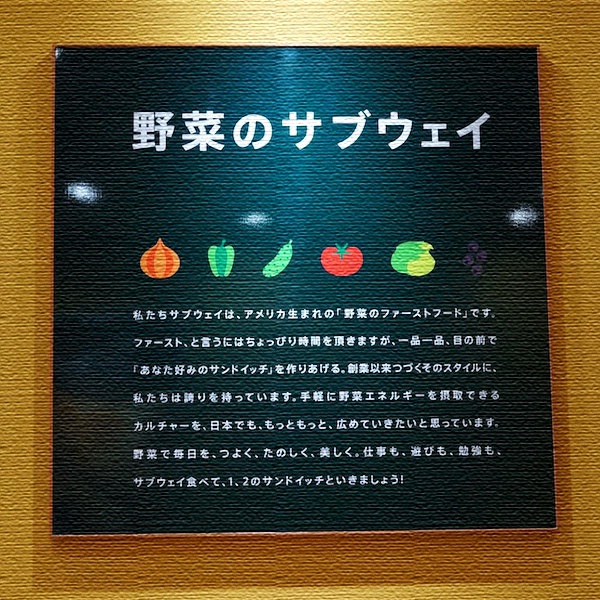 野菜のサブウェイ
私たちサブウェイは、アメリカ生まれの「野菜のファーストフード」です。
ファースト、と言うにはちょっぴり時間を頂きますが、一品一品、目の前で
「あなた好みのサンドイッチ」を作りあげる。創業以来つづくそのスタイルに、
私たちは誇りを持っています。手軽に野菜エネルギーを摂取できる
カルチャーを、日本でも、もっともっと、広めていきたいと思っています。
野菜で毎日を、つよく、たのしく、美しく。仕事も、遊びも、勉強も、
サブウェイ食べて、1、2のサンドイッチといきましょう!